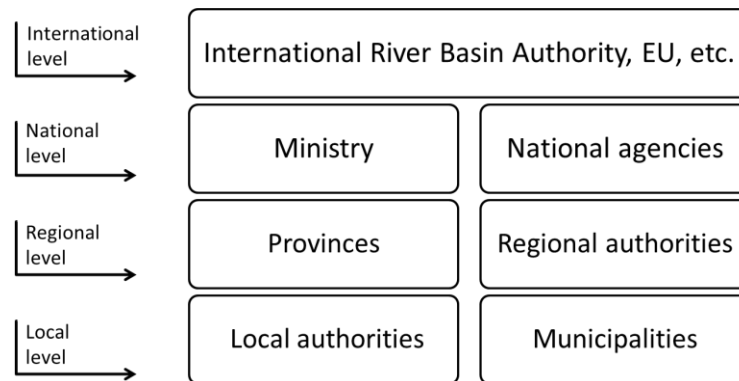 International
level
International River Basin Authority, EU, etc.
National
level
Ministry
National agencies
Regional
level
Provinces
Regional authorities
Local
level
Local authorities
Municipalities